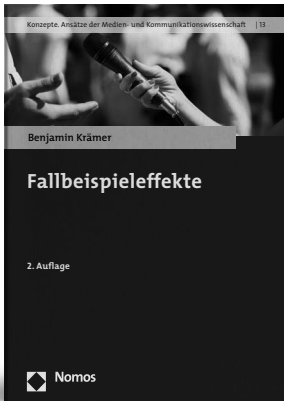 Konzepte. Ansätze der Medien- und Kommunikationswissenschaft | 13
Benjamin Krämer
Fallbeispieleffekte
2. Auflage
Nomos